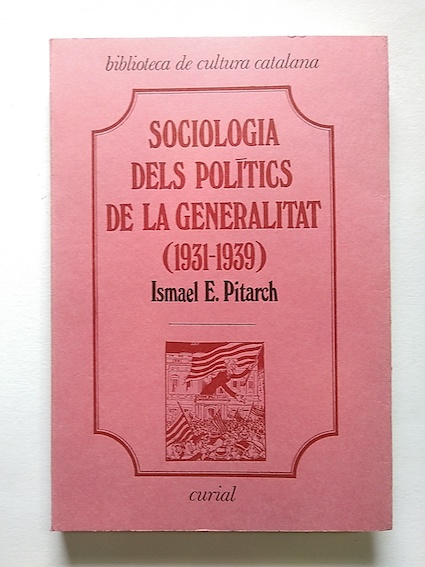 biblioteca de cultura catalana
SOCIOLOGIA
DELS POLÍTICS
DE LA GENERALITAT
(1931-1939)
Ismael E. Pitarch
curial